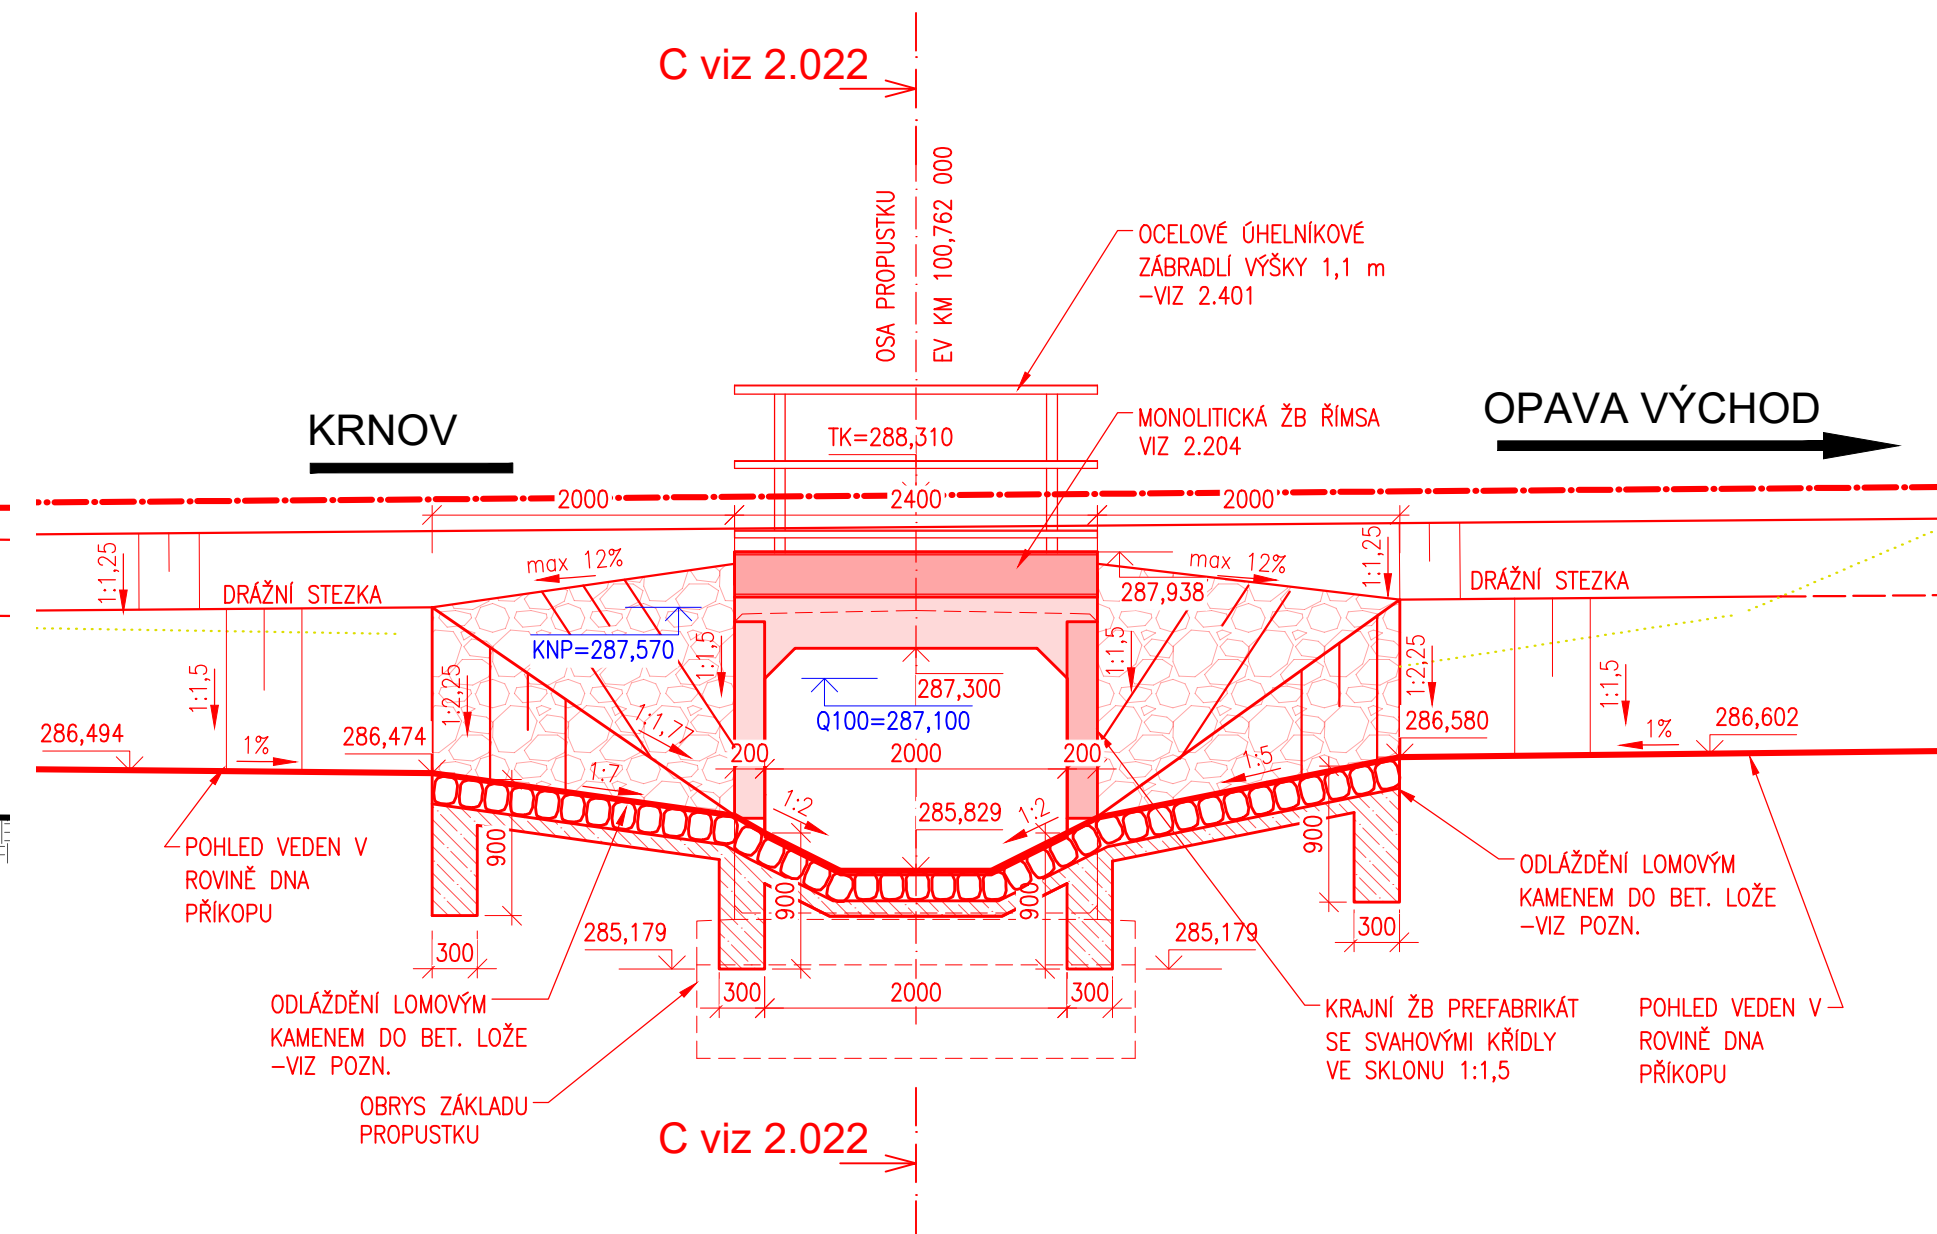 C viz 2.022
OSA PROPUSTKU
EV KM 100,762 000
OCELOVÉ ÚHELNÍKOVÉ
ZÁBRADLÍ VÝŠKY 1,1 m
-VIZ 2.401
KRNOV
OPAVA VÝCHOD
MONOLITICKÁ ŽB ŘÍMSA
VIZ 2.204
TK=288,310
2000
2400
2000
1:1,25
max 12%
max 12%
1:1,25
DRÁŽNÍ STEZKA
DRÁŽNÍ STEZKA
287,938
KNP=287,570
1:1,5
1:1,5
1:1,5
1:2,25
1:1,77
287,300
Q100=287,100
1:2,25
1:1,5
286,494
1%
286,474
200
2000
200
286,580
1%
286,602
1:7
1:5
1:2
285,829
1:2
900
900
900
900
POHLED VEDEN V
ROVINĚ DNA
PŘÍKOPU
ODLÁŽDĚNÍ LOMOVÝM
KAMENEM DO BET. LOŽE
-VIZ POZN.
285,179
285,179
300
300
300
2000
300
ODLÁŽDĚNÍ LOMOVÝM
KAMENEM DO BET. LOŽE
-VIZ POZN.
KRAJNÍ ŽB PREFABRIKÁT
SE SVAHOVÝMI KŘÍDLY
VE SKLONU 1:1,5
POHLED VEDEN V
ROVINĚ DNA
PŘÍKOPU
OBRYS ZÁKLADU
PROPUSTKU
C viz 2.022